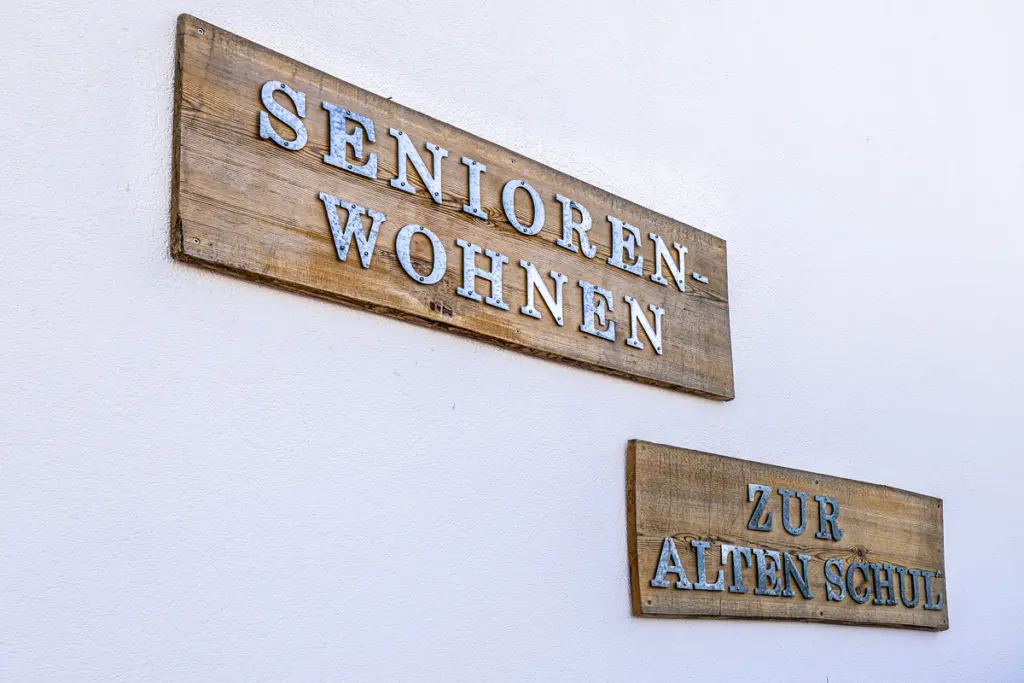 SENIOREN-
WOHNEN
ZUR
ALTEN SCHUL'